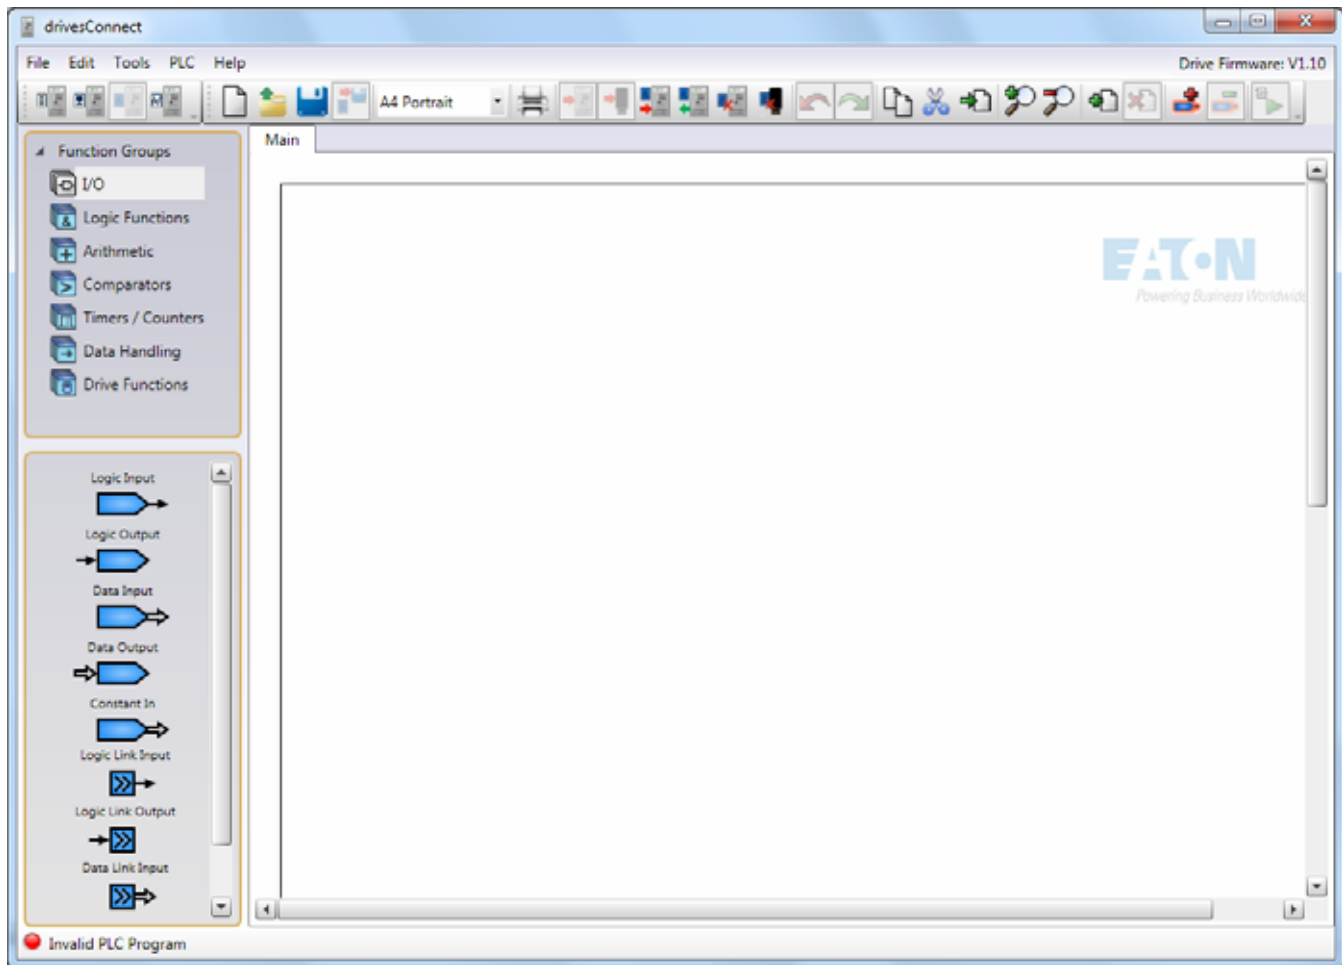 drivesConnect
File Edit Tools PLC Help
Drive Firmware: V1.10
A4 Portrait
Function Groups
I/O
Logic Functions
Arithmetic
Comparators
Timers / Counters
Data Handling
Drive Functions
Main
EATON
Powering Business Worldwide
Logic Input
Logic Output
Data Input
Data Output
Constant In
Logic Link Input
Logic Link Output
Data Link Input
Invalid PLC Program